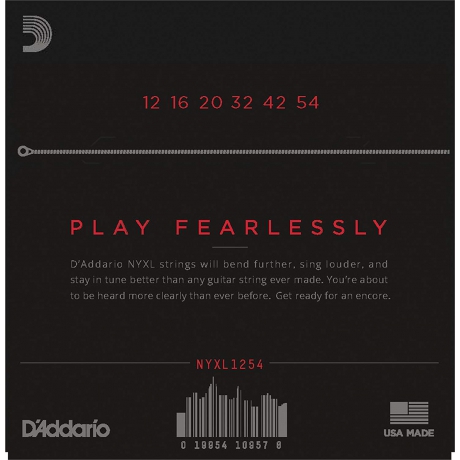 12 16 20 32 42 54
PLAY FEARLESSLY
D'Addario NYXL strings will bend further, sing louder, and
stay in tune better than any guitar string ever made. You're about
to be heard more clearly than ever before. Get ready for an encore.
NYXL1254
D'Addario
0 19954 10957 8
USA MADE